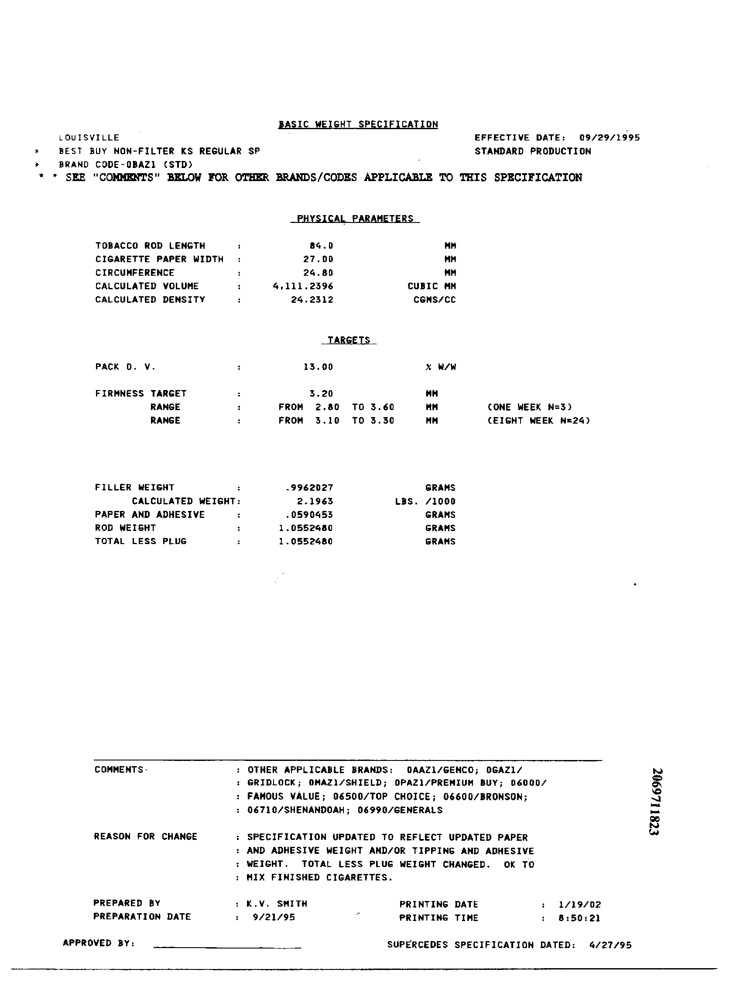 BASIC WEIGHT SPECIFICATION
LOUISVILLE EFFECTIVE DATE: 09/29/1995
* BEST BUY NON-FILTER KS REGULAR SP STANDARD PRODUCTION
* BRAND CODE-0BAZ1 (STD)
* * SEE "COMMENTS" BELOW FOR OTHER BRANDS/CODES APPLICABLE TO THIS SPECIFICATION
PHYSICAL PARAMETERS
TOBACCO ROD LENGTH : 84.0 MM
CIGARETTE PAPER WIDTH : 27.00 MM
CIRCUMFERENCE : 24.80 MM
CALCULATED VOLUME : 4,111.2396 CUBIC MM
CALCULATED DENSITY : 24.2312 CGMS/CC
TARGETS
PACK O. V. : 13.00 % W/W
FIRMNESS TARGET : 3.20 MM
RANGE : FROM 2.80 TO 3.60 MM (ONE WEEK N=3)
RANGE : FROM 3.10 TO 3.30 MM (EIGHT WEEK N=24)
FILLER WEIGHT : .9962027 GRAMS
CALCULATED WEIGHT: 2.1963 LBS. /1000
PAPER AND ADHESIVE : .0590453 GRAMS
ROD WEIGHT : 1.0552480 GRAMS
TOTAL LESS PLUG : 1.0552480 GRAMS
COMMENTS : OTHER APPLICABLE BRANDS: 0AAZ1/GENCO; 0GAZ1/
: GRIDLOCK; 0MAZ1/SHIELD; 0PAZ1/PREMIUM BUY; 06000/
: FAMOUS VALUE; 06500/TOP CHOICE; 06600/BRONSON;
: 06710/SHENANDOAH; 06990/GENERALS
REASON FOR CHANGE : SPECIFICATION UPDATED TO REFLECT UPDATED PAPER
: AND ADHESIVE WEIGHT AND/OR TIPPING AND ADHESIVE
: WEIGHT. TOTAL LESS PLUG WEIGHT CHANGED. OK TO
: MIX FINISHED CIGARETTES.
PREPARED BY : K.V. SMITH PRINTING DATE : 1/19/02
PREPARATION DATE : 9/21/95 PRINTING TIME : 8:50:21
APPROVED BY: SUPERCEDES SPECIFICATION DATED: 4/27/95
2069711823